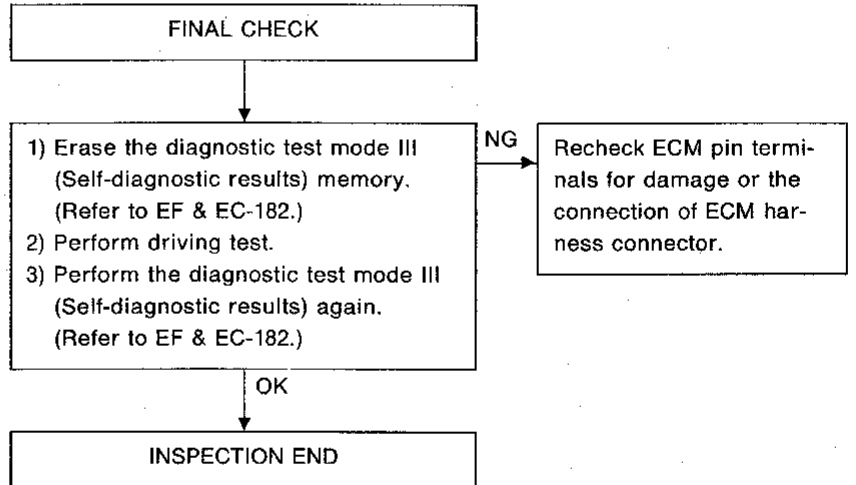 FINAL CHECK
1) Erase the diagnostic test mode III
(Self-diagnostic results) memory.
(Refer to EF & EC-182.)
2) Perform driving test.
3) Perform the diagnostic test mode III
(Self-diagnostic results) again.
(Refer to EF & EC-182.)
NG
Recheck ECM pin termi-
nals for damage or the
connection of ECM har-
ness connector.
OK
INSPECTION END